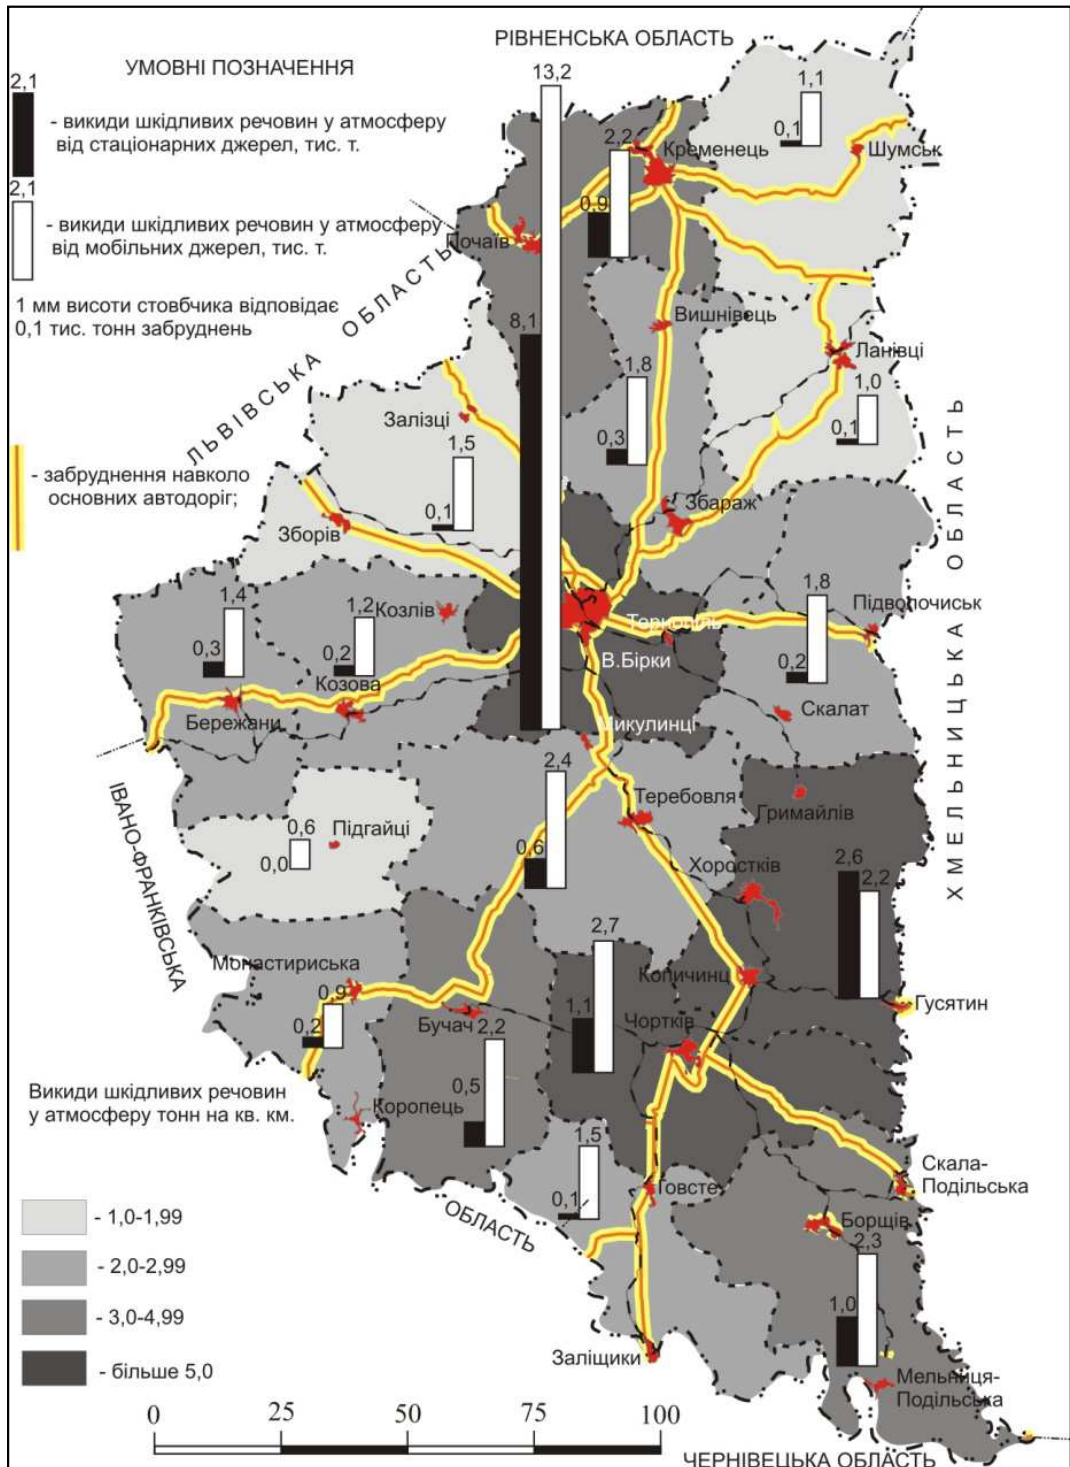 РІВНЕНСЬКА ОБЛАСТЬ
УМОВНІ ПОЗНАЧЕННЯ
2,1
- викиди шкідливих речовин у атмосферу
від стаціонарних джерел, тис. т.
2,1
- викиди шкідливих речовин у атмосферу
від мобільних джерел, тис. т.
1 мм висоти стовбчика відповідає
0,1 тис. тонн забруднень
- забруднення навколо
основних автодоріг;
ЛЬВІВСЬКА ОБЛАСТЬ
13,2
8,1
1,1
0,1
Шумськ
2,2
Кременець
0,9
Почаїв
Вишнівець
Ланівці
1,8
0,3
1,0
0,1
Залізці
1,5
0,1
Збараж
Зборів
ХМЕЛЬНИЦЬКА ОБЛАСТЬ
1,4
0,3
Бережани
1,2
0,2
Козлів
Козова
Тернопіль
В.Бірки
1,8
0,2
Підвопочиськ
Скалат
Микулинці
2,4
0,6
Теребовля
Гримайлів
ІВАНО-ФРАНКІВСЬКА
0,6
0,0
Підгайці
Хоростків
2,6
2,2
2,7
1,1
Копичинц
Гусятин
Монастириська
0,9
0,2
Бучач
2,2
0,5
Чортків
Коропець
Викиди шкідливих речовин
у атмосферу тонн на кв. км.
1,5
0,1
Товсте
Скала-
Подільська
ОБЛАСТЬ
Борщів
2,3
1,0
- 1,0-1,99
- 2,0-2,99
- 3,0-4,99
- більше 5,0
Заліщики
Мельниця-
Подільська
0 25 50 75 100
ЧЕРНІВЕЦЬКА ОБЛАСТЬ